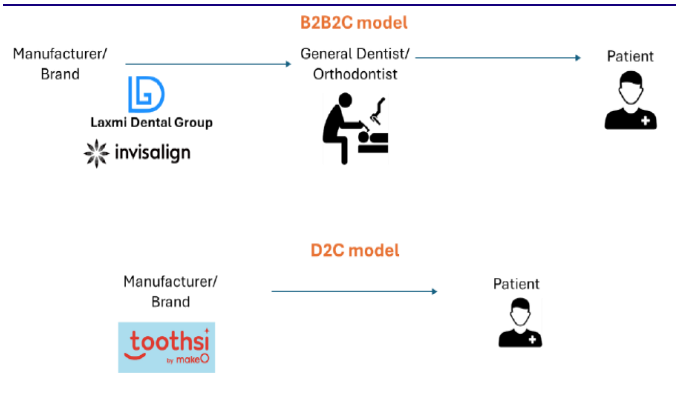 B2B2C model
Manufacturer/
Brand
General Dentist/
Orthodontist
Patient
Laxmi Dental Group
invisalign
D2C model
Manufacturer/
Brand
Patient
toothsi
by makeO